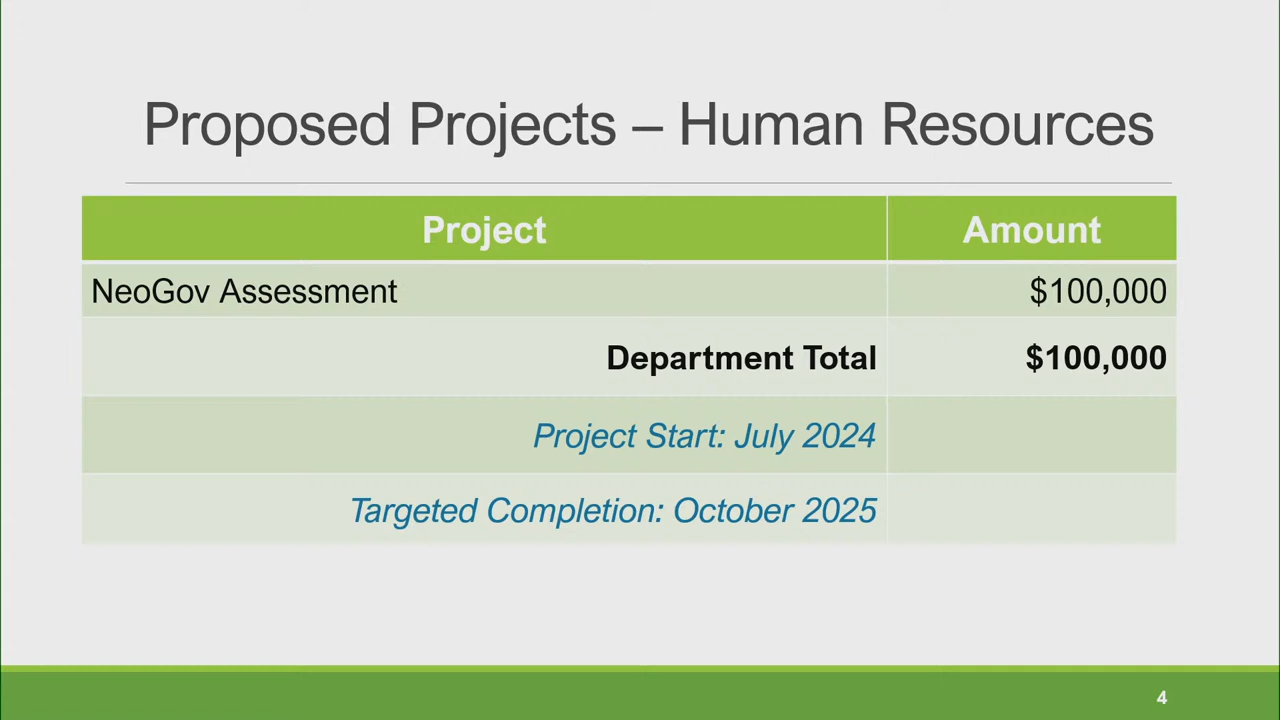 Proposed Projects – Human Resources
Project Amount
NeoGov Assessment $100,000
Department Total $100,000
Project Start: July 2024
Targeted Completion: October 2025
4